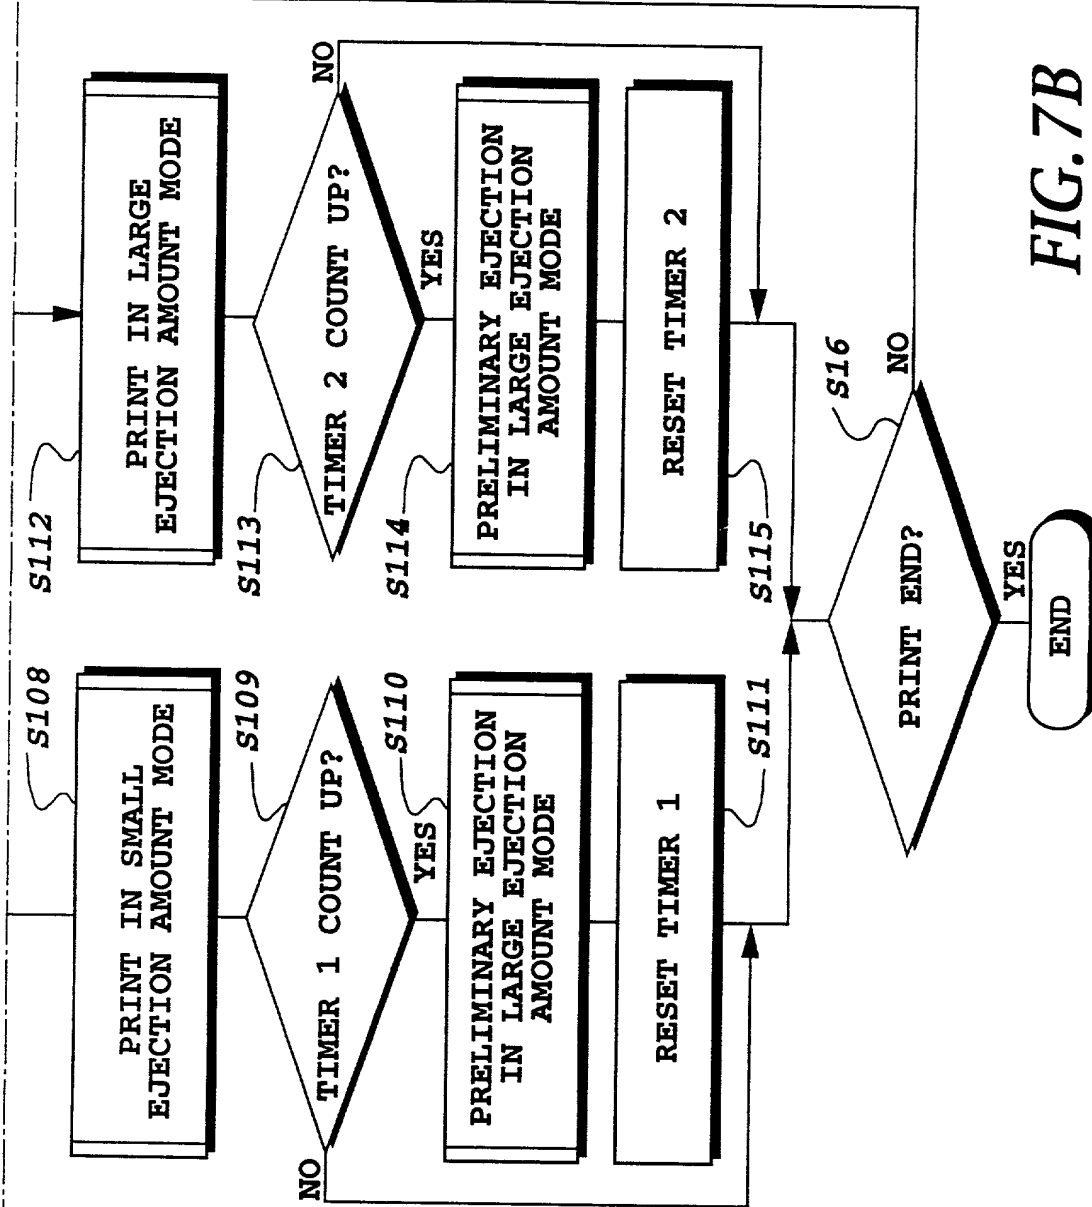 S108
PRINT IN SMALL
EJECTION AMOUNT MODE
S109
TIMER 1 COUNT UP?
NO
YES
S110
PRELIMINARY EJECTION
IN LARGE EJECTION
AMOUNT MODE
RESET TIMER 1
S111
S112
PRINT IN LARGE
EJECTION AMOUNT MODE
S113
TIMER 2 COUNT UP?
NO
YES
S114
PRELIMINARY EJECTION
IN LARGE EJECTION
AMOUNT MODE
RESET TIMER 2
S115
S16
PRINT END?
NO
YES
END
FIG. 7B